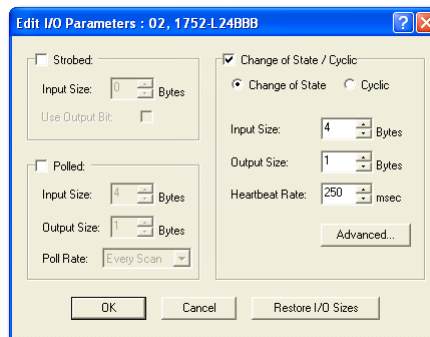 Edit I/O Parameters : 02, 1752-L24BBB
Strobed:
Input Size: 0 Bytes
Use Output Bit:
Polled:
Input Size: 4 Bytes
Output Size: 1 Bytes
Poll Rate: Every Scan
Change of State / Cyclic
Change of State Cyclic
Input Size: 4 Bytes
Output Size: 1 Bytes
Heartbeat Rate: 250 msec
Advanced...
OK Cancel Restore I/O Sizes